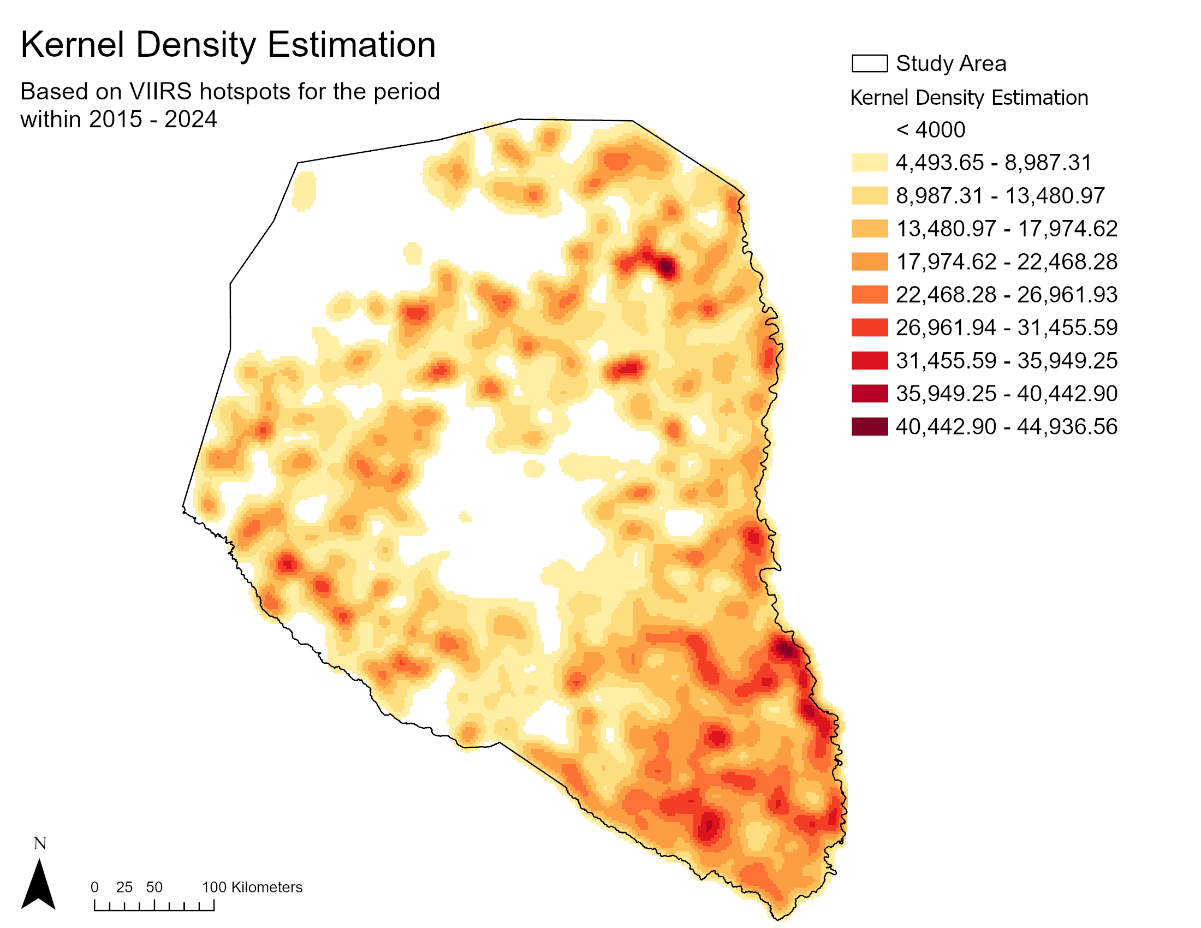 Kernel Density Estimation
Based on VIIRS hotspots for the period
within 2015 - 2024
Study Area
Kernel Density Estimation
< 4000
4,493.65 - 8,987.31
8,987.31 - 13,480.97
13,480.97 - 17,974.62
17,974.62 - 22,468.28
22,468.28 - 26,961.93
26,961.94 - 31,455.59
31,455.59 - 35,949.25
35,949.25 - 40,442.90
40,442.90 - 44,936.56
N
0 25 50 100 Kilometers